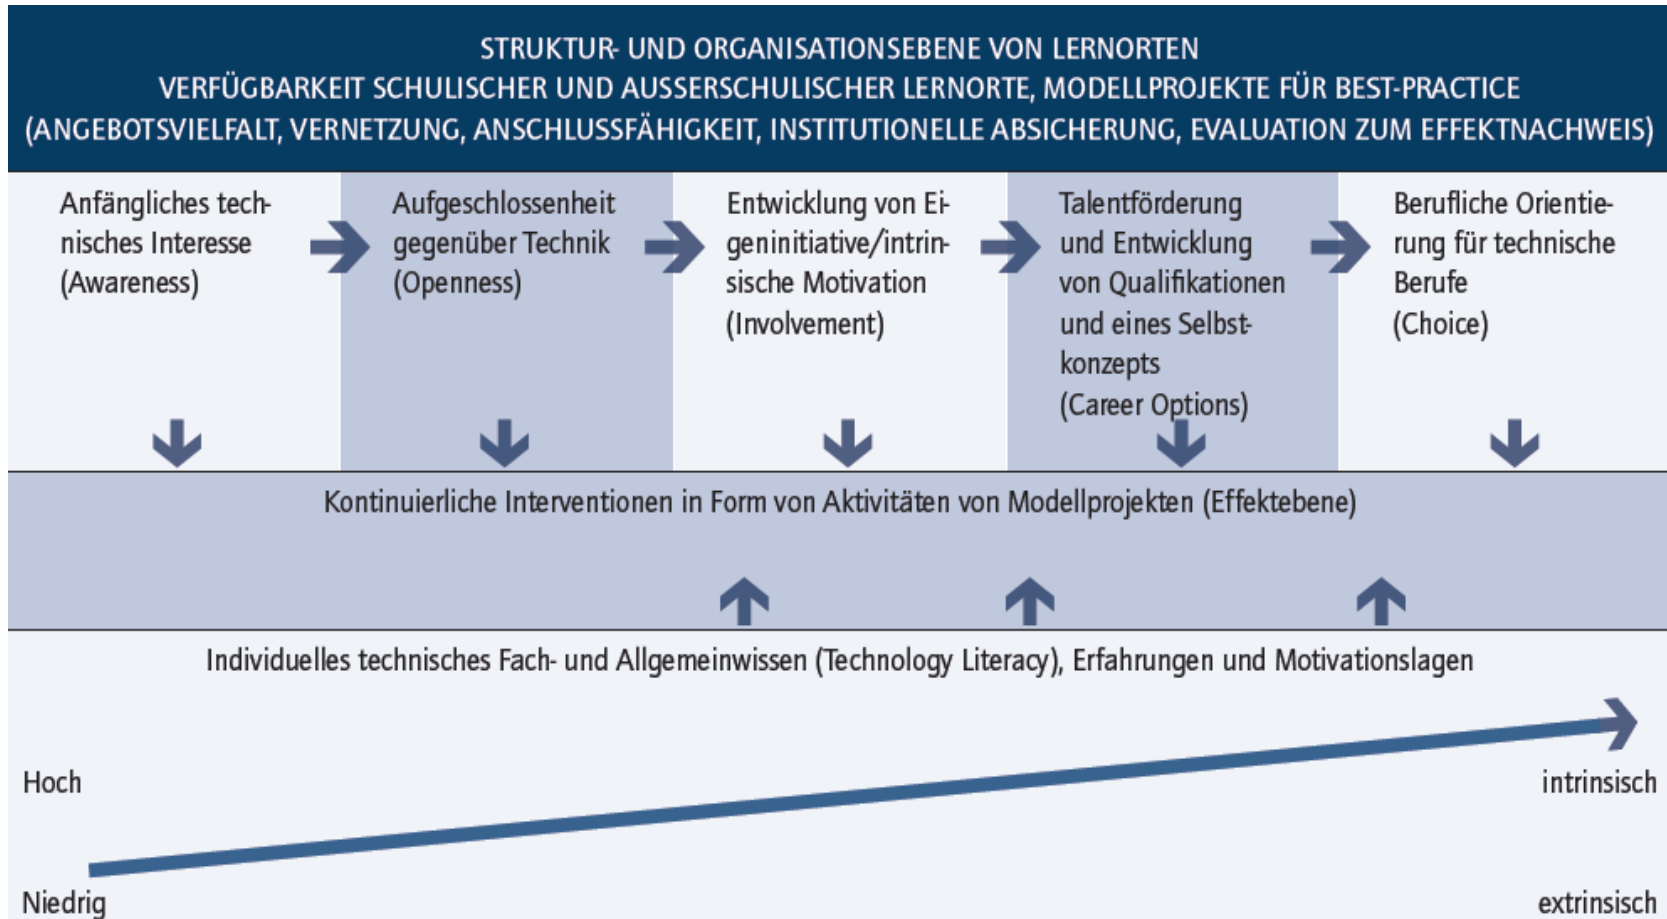 STRUKTUR- UND ORGANISATIONSEBENE VON LERNORTEN
VERFÜGBARKEIT SCHULISCHER UND AUSSERSCHULISCHER LERNORTE, MODELLPROJEKTE FÜR BEST-PRACTICE
(ANGEBOTSVIELFALT, VERNETZUNG, ANSCHLUSSFÄHIGKEIT, INSTITUTIONELLE ABSICHERUNG, EVALUATION ZUM EFFEKTNACHWEIS)
Anfängliches tech-
nisches Interesse
(Awareness)
Aufgeschlossenheit
gegenüber Technik
(Openness)
Entwicklung von Ei-
geninitiative/intrin-
sische Motivation
(Involvement)
Talentförderung
und Entwicklung
von Qualifikationen
und eines Selbst-
konzepts
(Career Options)
Berufliche Orientie-
rung für technische
Berufe
(Choice)
Kontinuierliche Interventionen in Form von Aktivitäten von Modellprojekten (Effektebene)
Individuelles technisches Fach- und Allgemeinwissen (Technology Literacy), Erfahrungen und Motivationslagen
Hoch
intrinsisch
Niedrig
extrinsisch